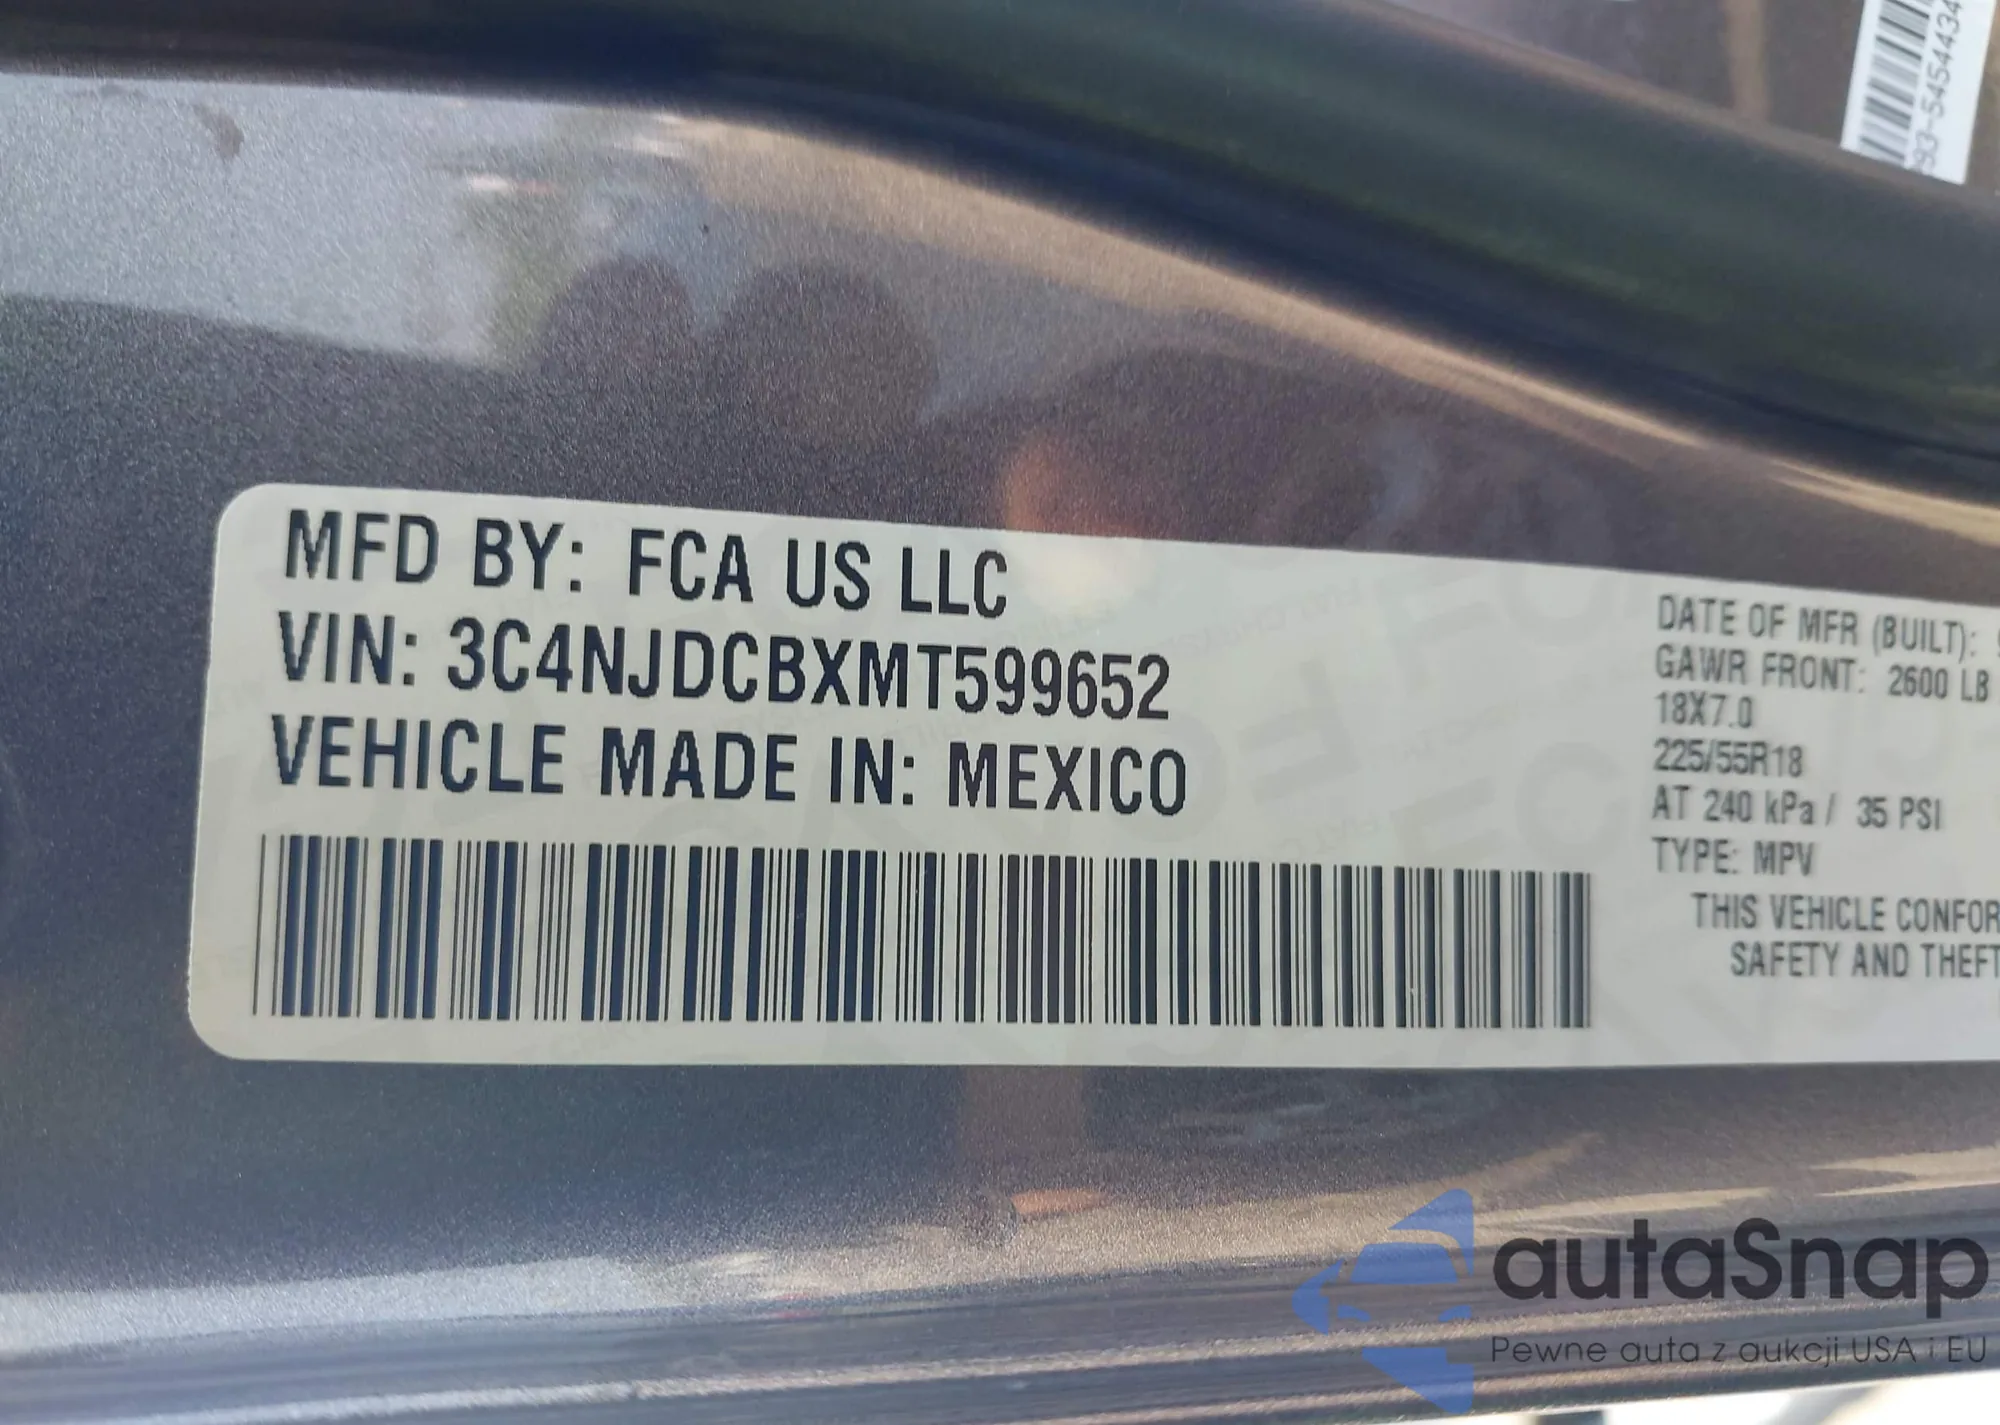 93-5454434
MFD BY: FCA US LLC
VIN: 3C4NJDCBXMT599652
VEHICLE MADE IN: MEXICO
DATE OF MFR (BUILT):
GAWR FRONT: 2600 LB
18X7.0
225/55R18
AT 240 kPa / 35 PSI
TYPE: MPV
THIS VEHICLE CONFOR
SAFETY AND THEFT
autaSnap
Pewne auta z aukcji USA i EU